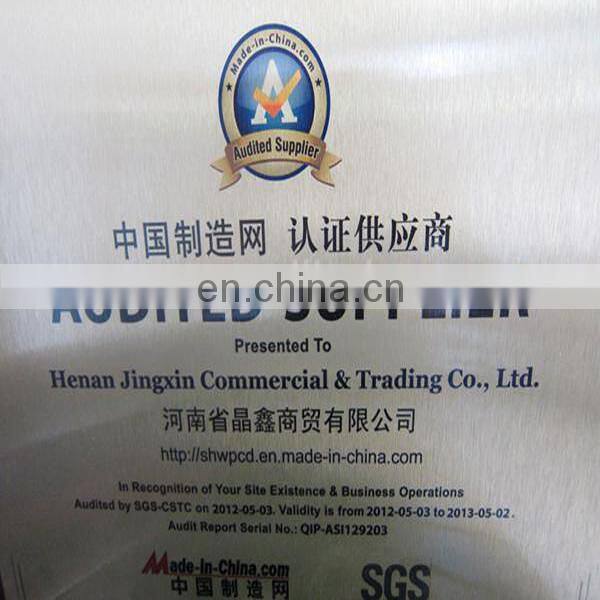 Made-in-China.com
A
Audited Supplier
中国制造网 认证供应商
AUDITED SUPPLIER
en.china.cn
Presented To
Henan Jingxin Commercial & Trading Co., Ltd.
河南省晶鑫商贸有限公司
http://shwpcd.en.made-in-china.com
In Recognition of Your Site Existence & Business Operations
Audited by SGS-CSTC on 2012-05-03. Validity is from 2012-05-03 to 2013-05-02.
Audit Report Serial No.: QIP-ASI129203
Made-in-China.com
中国制造网
SGS